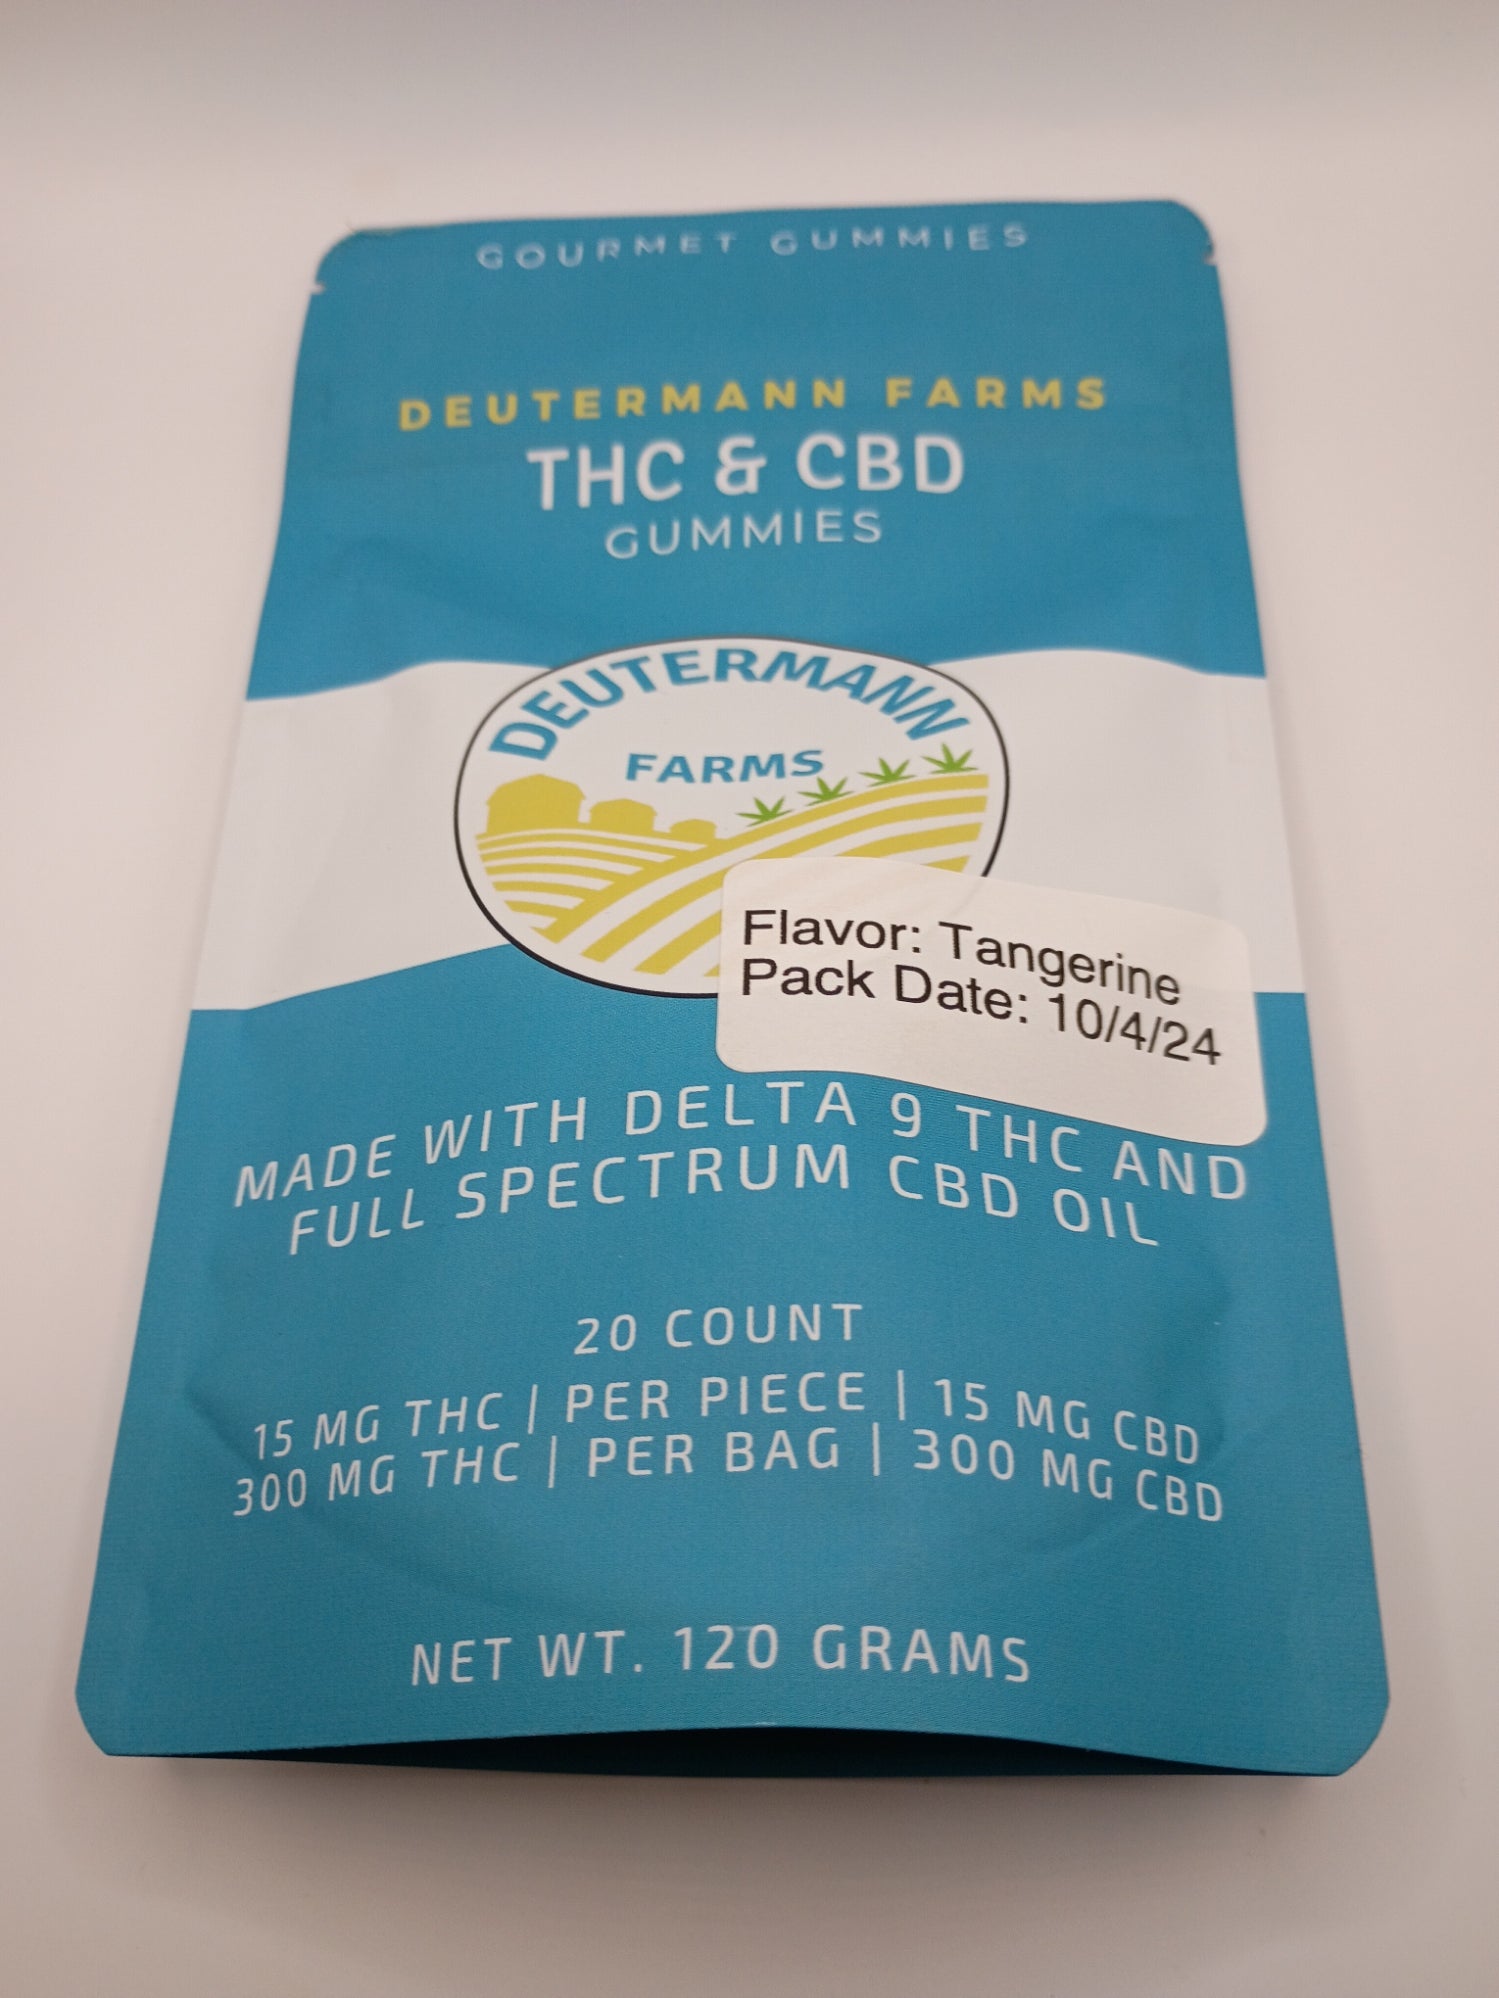 GOURMET GUMMIES
DEUTERMANN FARMS
THC & CBD
GUMMIES
DEUTERMANN
FARMS
Flavor: Tangerine
Pack Date: 10/4/24
MADE WITH DELTA 9 THC AND
FULL SPECTRUM CBD OIL
20 COUNT
15 MG THC | PER PIECE | 15 MG CBD
300 MG THC | PER BAG | 300 MG CBD
NET WT. 120 GRAMS